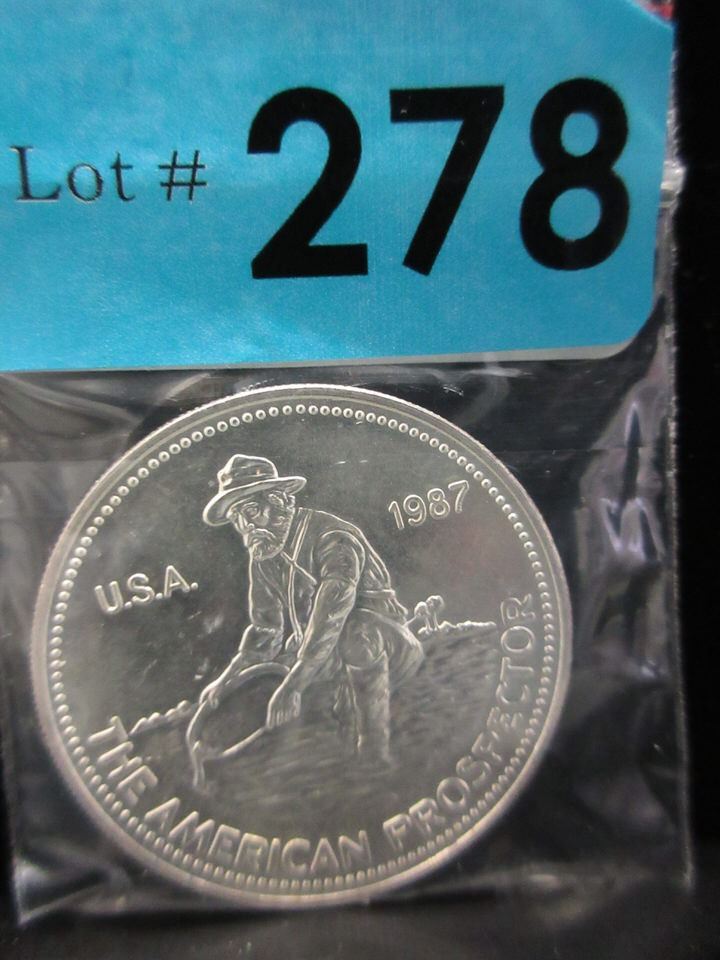 Lot # 278
1987
U.S.A.
THE AMERICAN PROSPECTOR